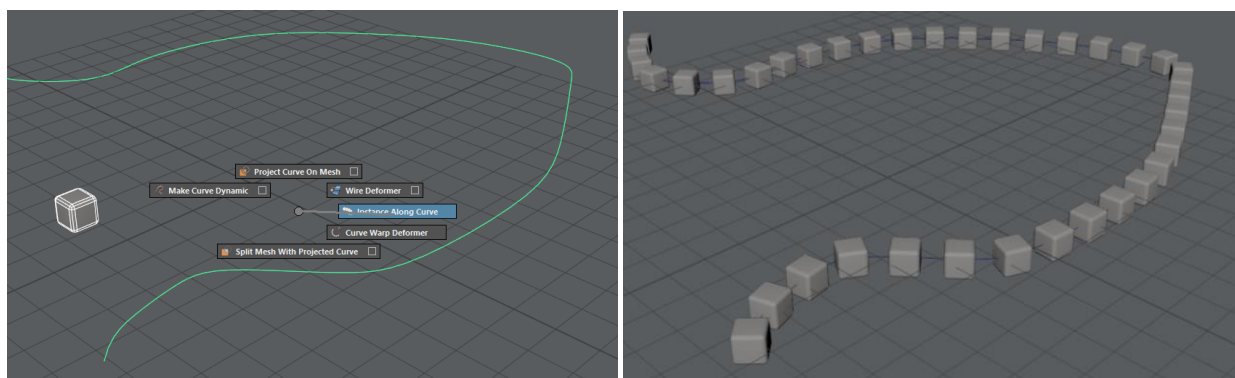 Project Curve On Mesh
Make Curve Dynamic
Wire Deformer
Instance Along Curve
Curve Warp Deformer
Split Mesh With Projected Curve